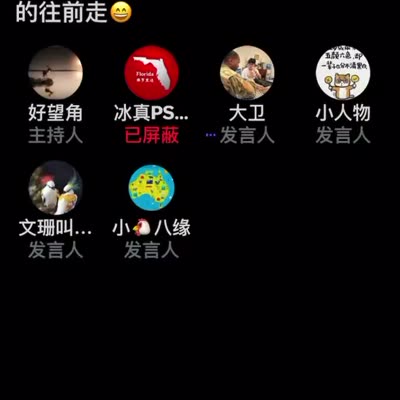 的往前走😄
Florida
好望角
冰真PS...
大卫
小人物
主持人
已屏蔽
发言人
发言人
文珊叫...
小🐔八缘
发言人
发言人